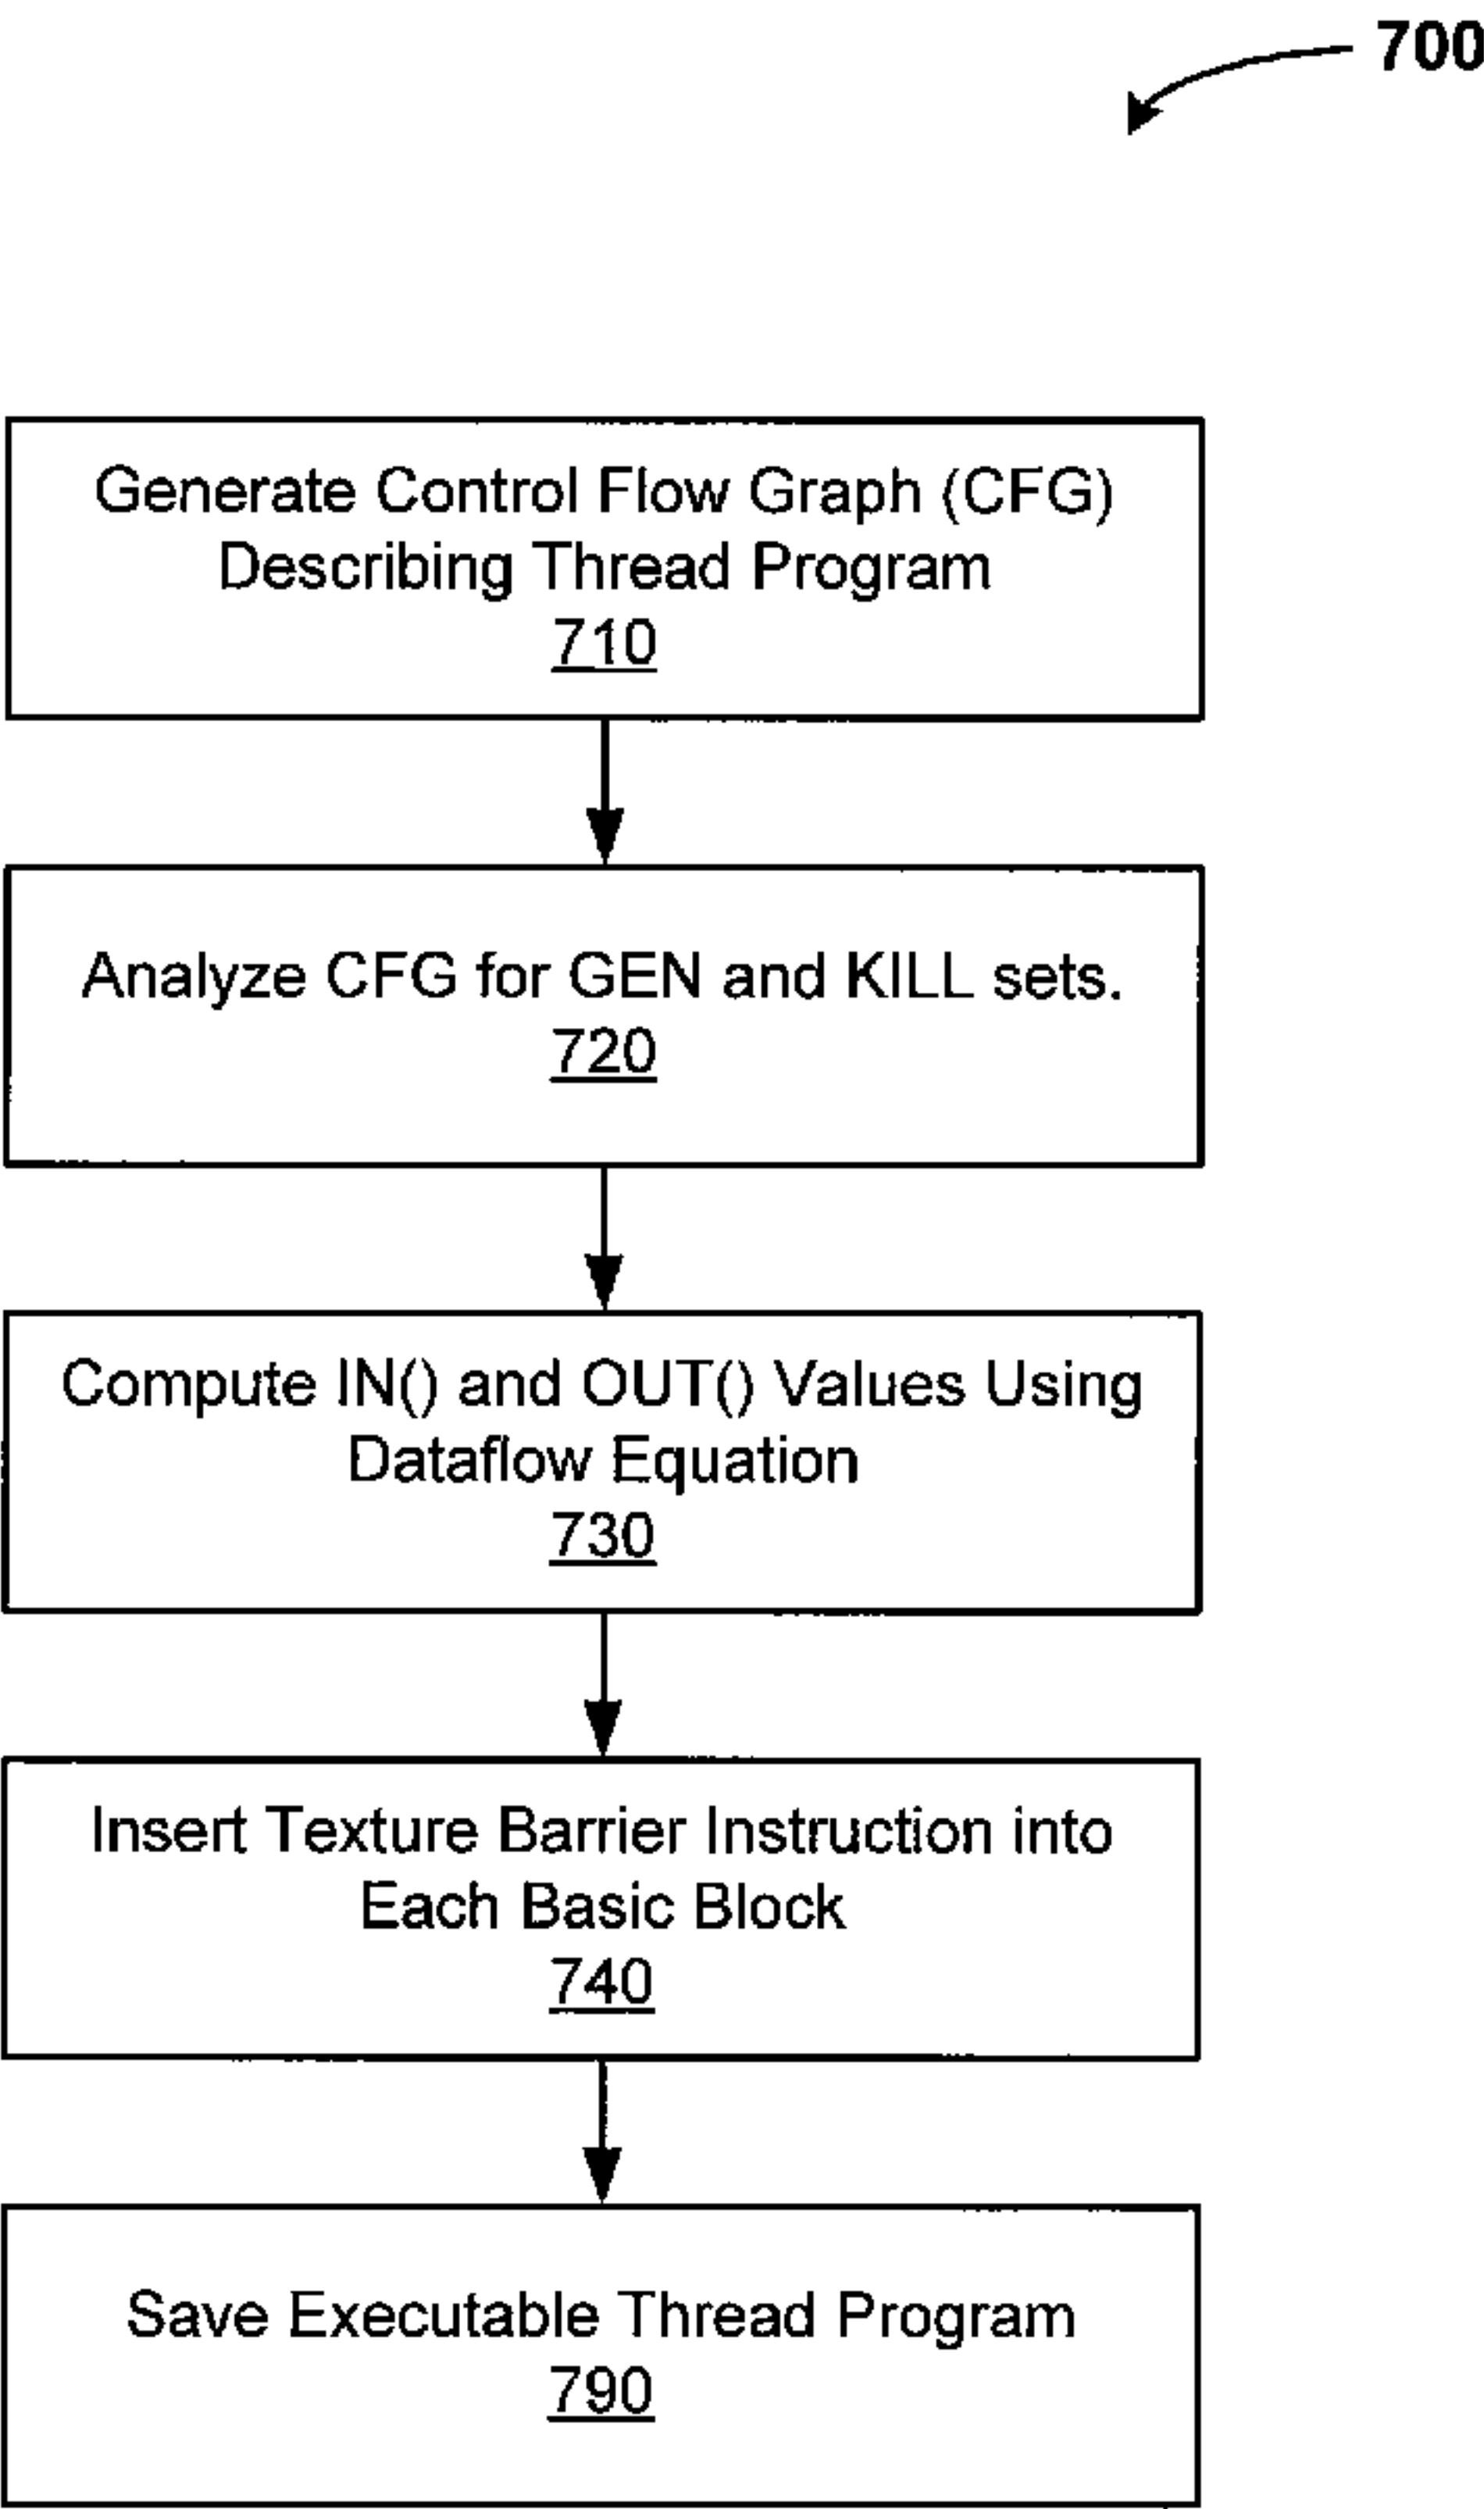 700
Generate Control Flow Graph (CFG)
Describing Thread Program
710
Analyze CFG for GEN and KILL sets.
720
Compute IN() and OUT() Values Using
Dataflow Equation
730
Insert Texture Barrier Instruction into
Each Basic Block
740
Save Executable Thread Program
790